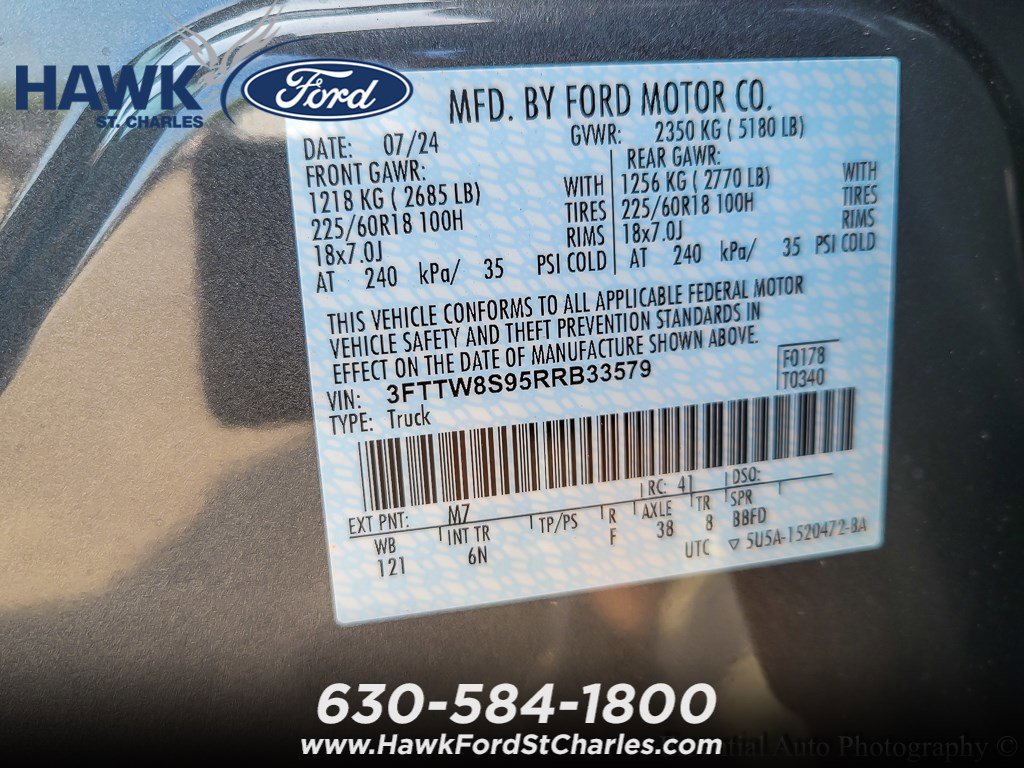 HAWK
ST. CHARLES
Ford
MFD. BY FORD MOTOR CO.
DATE: 07/24 GVWR: 2350 KG ( 5180 LB)
FRONT GAWR: REAR GAWR:
1218 KG ( 2685 LB) WITH 1256 KG ( 2770 LB) WITH
225/60R18 100H TIRES 225/60R18 100H TIRES
18x7.0J RIMS 18x7.0J RIMS
AT 240 kPa/ 35 PSI COLD AT 240 kPa/ 35 PSI COLD
THIS VEHICLE CONFORMS TO ALL APPLICABLE FEDERAL MOTOR
VEHICLE SAFETY AND THEFT PREVENTION STANDARDS IN
EFFECT ON THE DATE OF MANUFACTURE SHOWN ABOVE.
VIN: 3FTTW8S95RRB33579 F0178
TYPE: Truck T0340
EXT PNT: M7 RC: 41 DSO:
WB INT TR TP/PS R AXLE TR SPR
121 6N F 38 8 BBFD
UTC ▽ 5U5A-1520472-BA
630-584-1800
www.HawkFordStCharles.com
Auto Photography ©